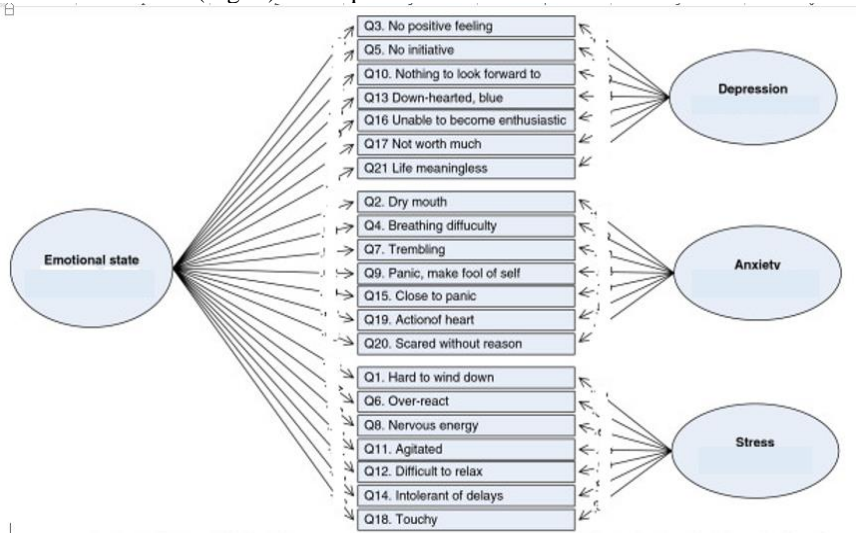 Q3. No positive feeling
Q5. No initiative
Q10. Nothing to look forward to
Q13 Down-hearted, blue
Q16 Unable to become enthusiastic
Q17 Not worth much
Q21 Life meaningless
Depression
Q2. Dry mouth
Q4. Breathing diffuculty
Q7. Trembling
Q9. Panic, make fool of self
Q15. Close to panic
Q19. Actionof heart
Q20. Scared without reason
Emotional state
Anxietv
Q1. Hard to wind down
Q6. Over-react
Q8. Nervous energy
Q11. Agitated
Q12. Difficult to relax
Q14. Intolerant of delays
Q18. Touchy
Stress